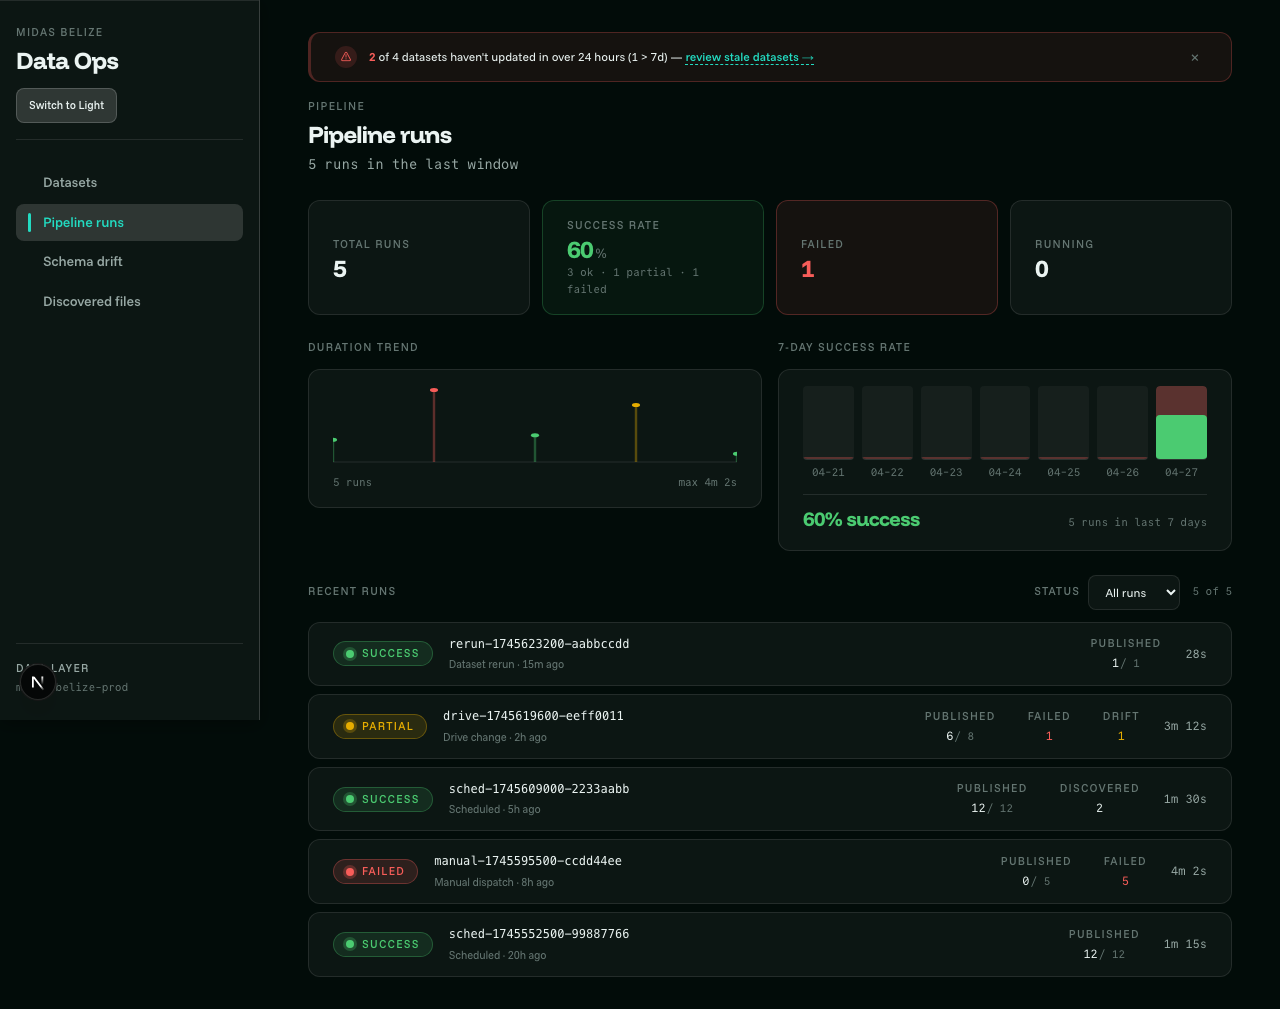 MIDAS BELIZE
Data Ops
Switch to Light
Datasets
Pipeline runs
Schema drift
Discovered files
LAYER
belize-prod
N
2 of 4 datasets haven't updated in over 24 hours (1 > 7d) — review stale datasets →
×
PIPELINE
Pipeline runs
5 runs in the last window
TOTAL RUNS
5
SUCCESS RATE
60%
3 ok · 1 partial · 1
failed
FAILED
1
RUNNING
0
DURATION TREND
5 runs
max 4m 2s
7-DAY SUCCESS RATE
04-21 04-22 04-23 04-24 04-25 04-26 04-27
60% success
5 runs in last 7 days
RECENT RUNS
STATUS
All runs
5 of 5
SUCCESS
rerun-1745623200-aabbccdd
Dataset rerun · 15m ago
PUBLISHED
1/ 1
28s
PARTIAL
drive-1745619600-eeff0011
Drive change · 2h ago
PUBLISHED FAILED DRIFT
6/ 8 1 1
3m 12s
SUCCESS
sched-1745609000-2233aabb
Scheduled · 5h ago
PUBLISHED DISCOVERED
12/ 12 2
1m 30s
FAILED
manual-1745595500-ccdd44ee
Manual dispatch · 8h ago
PUBLISHED FAILED
0/ 5 5
4m 2s
SUCCESS
sched-1745552500-99887766
Scheduled · 20h ago
PUBLISHED
12/ 12
1m 15s